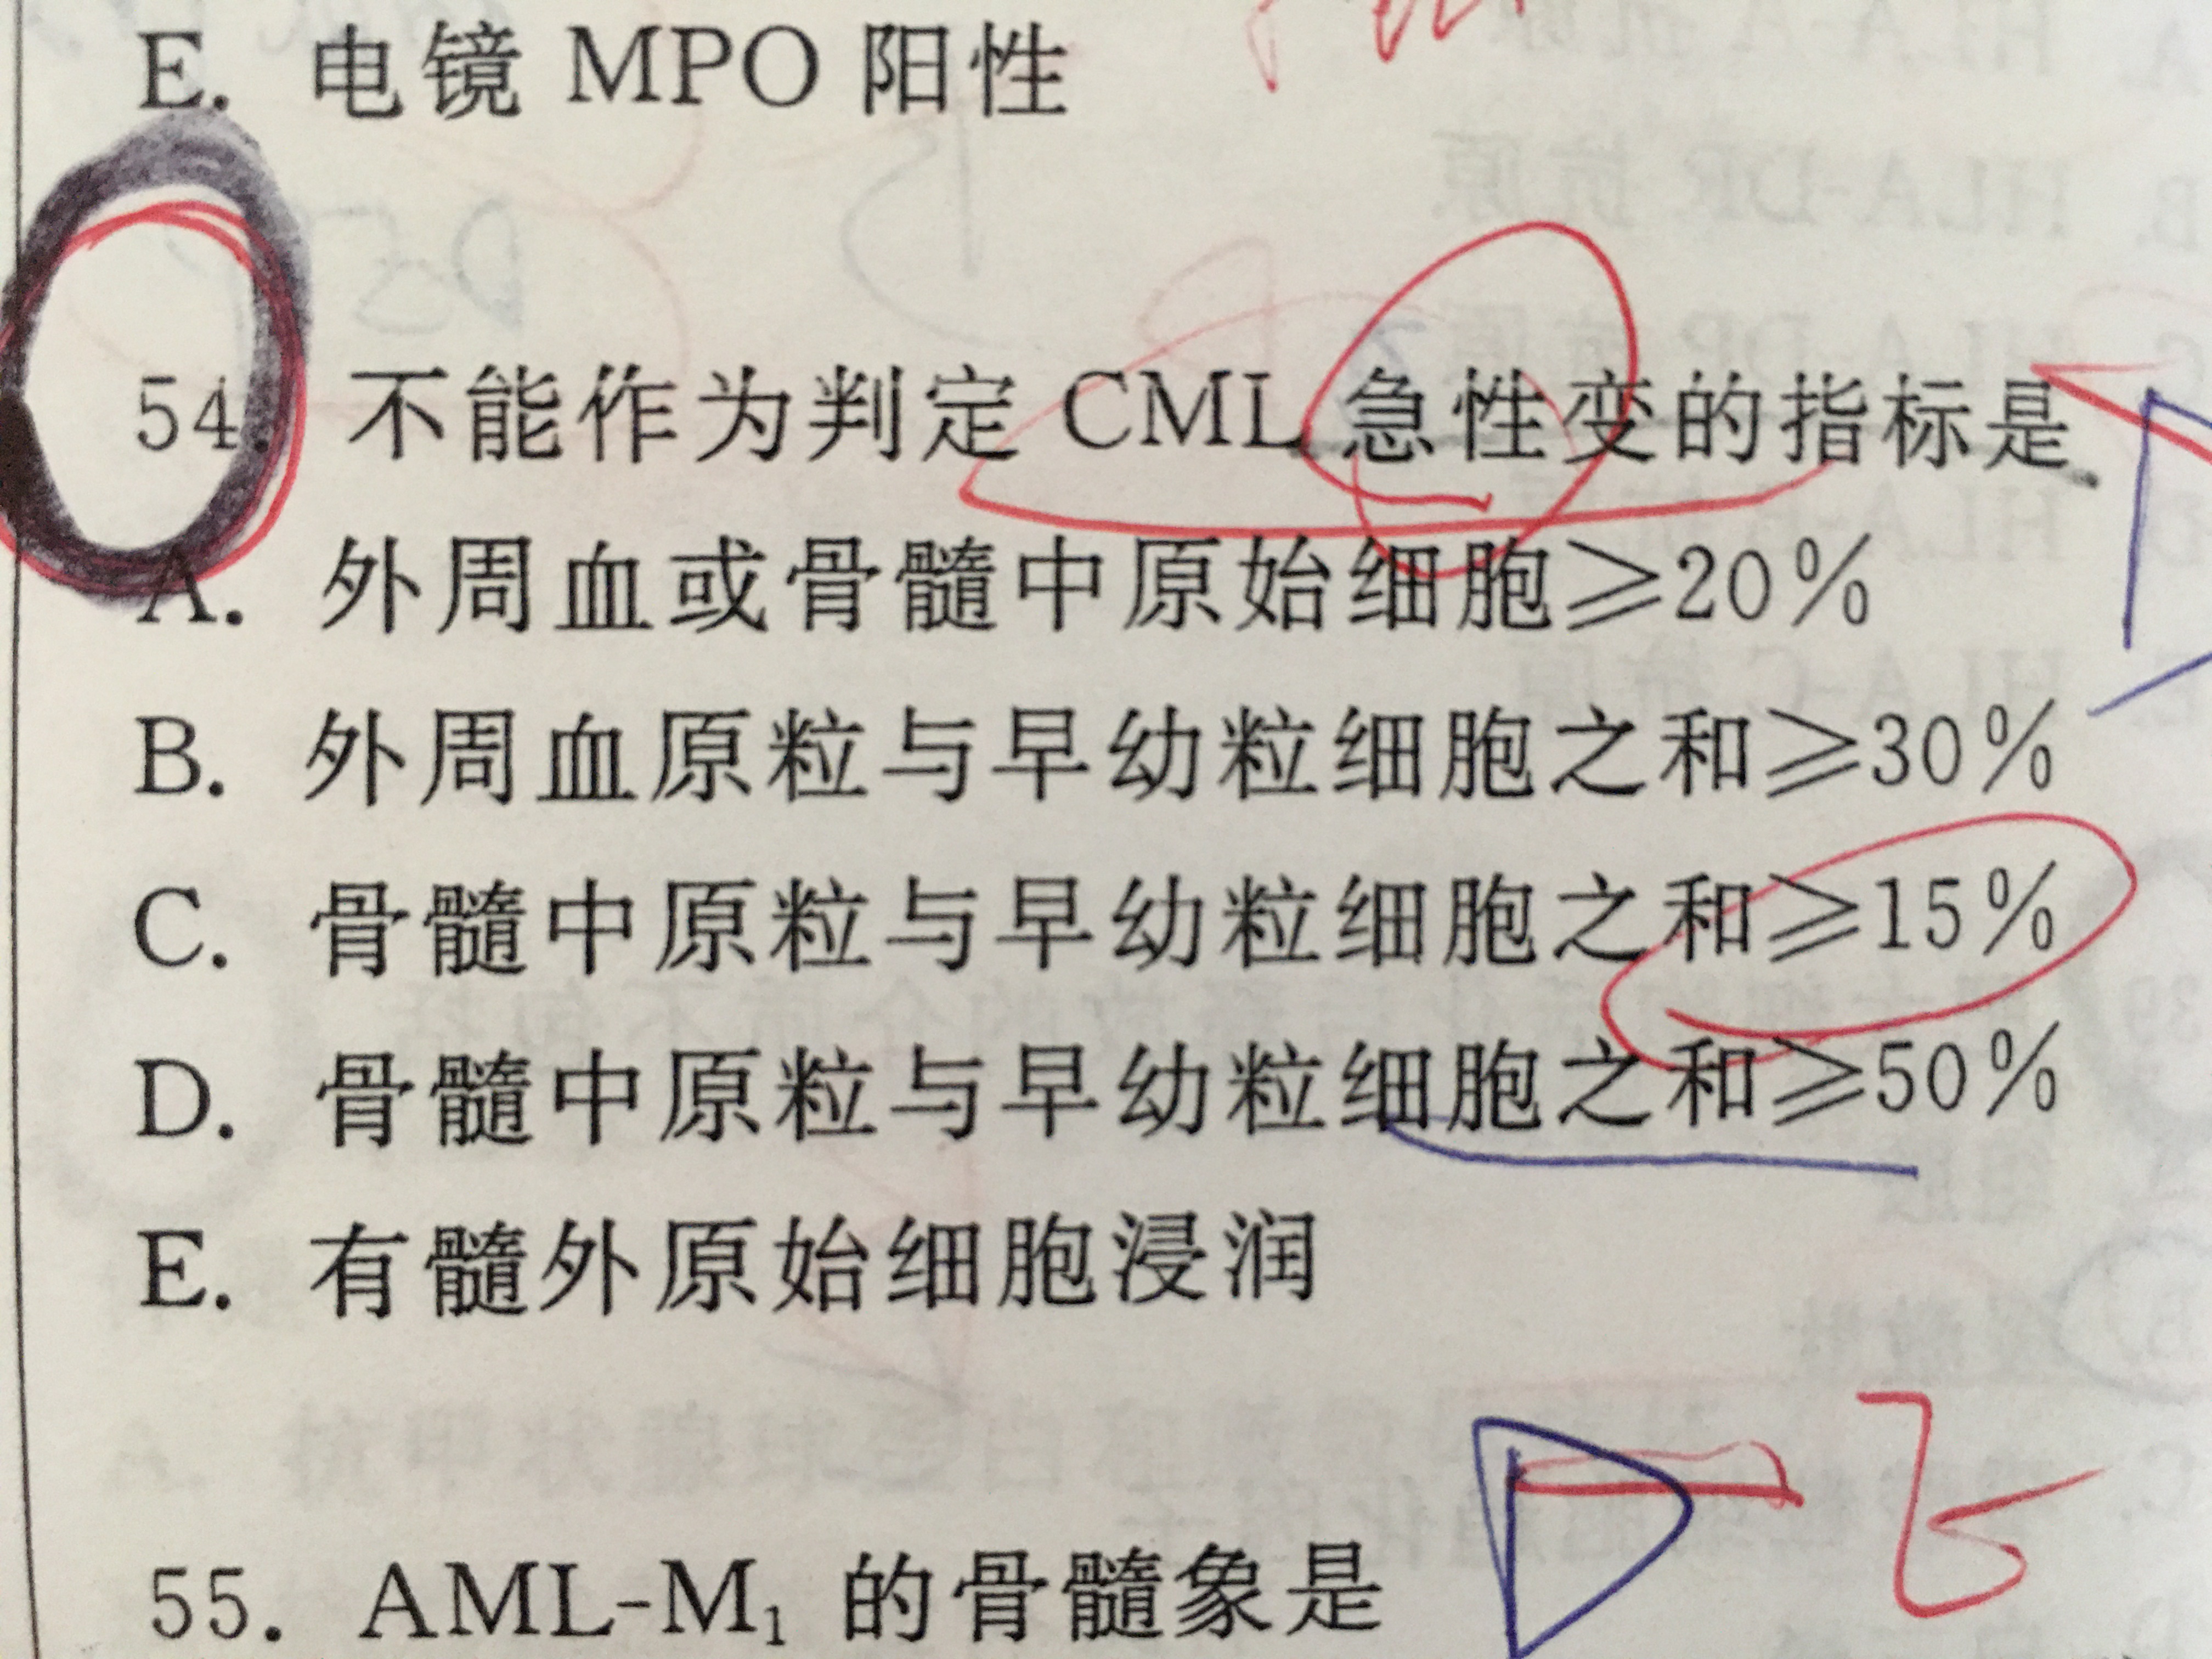 E. 电镜 MPO 阳性
54. 不能作为判定 CML 急性变的指标是
A. 外周血或骨髓中原始细胞≥20%
B. 外周血原粒与早幼粒细胞之和≥30%
C. 骨髓中原粒与早幼粒细胞之和≥15%
D. 骨髓中原粒与早幼粒细胞之和≥50%
E. 有髓外原始细胞浸润
55. AML-M₁ 的骨髓象是